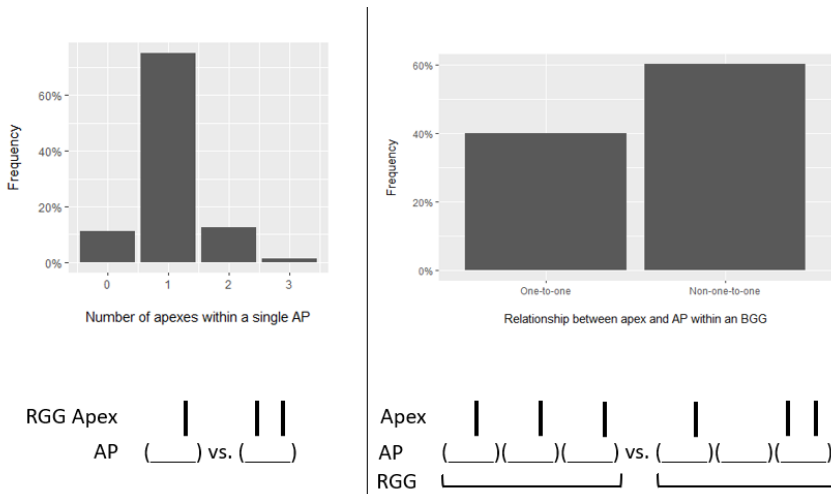 Frequency
60%
40%
20%
0%
0 1 2 3
Number of apexes within a single AP
RGG Apex
AP (____) vs. (____)
Frequency
60%
40%
20%
0%
One-to-one Non-one-to-one
Relationship between apex and AP within an BGG
Apex
AP (____)(____)(____) vs. (____)(____)(____)
RGG